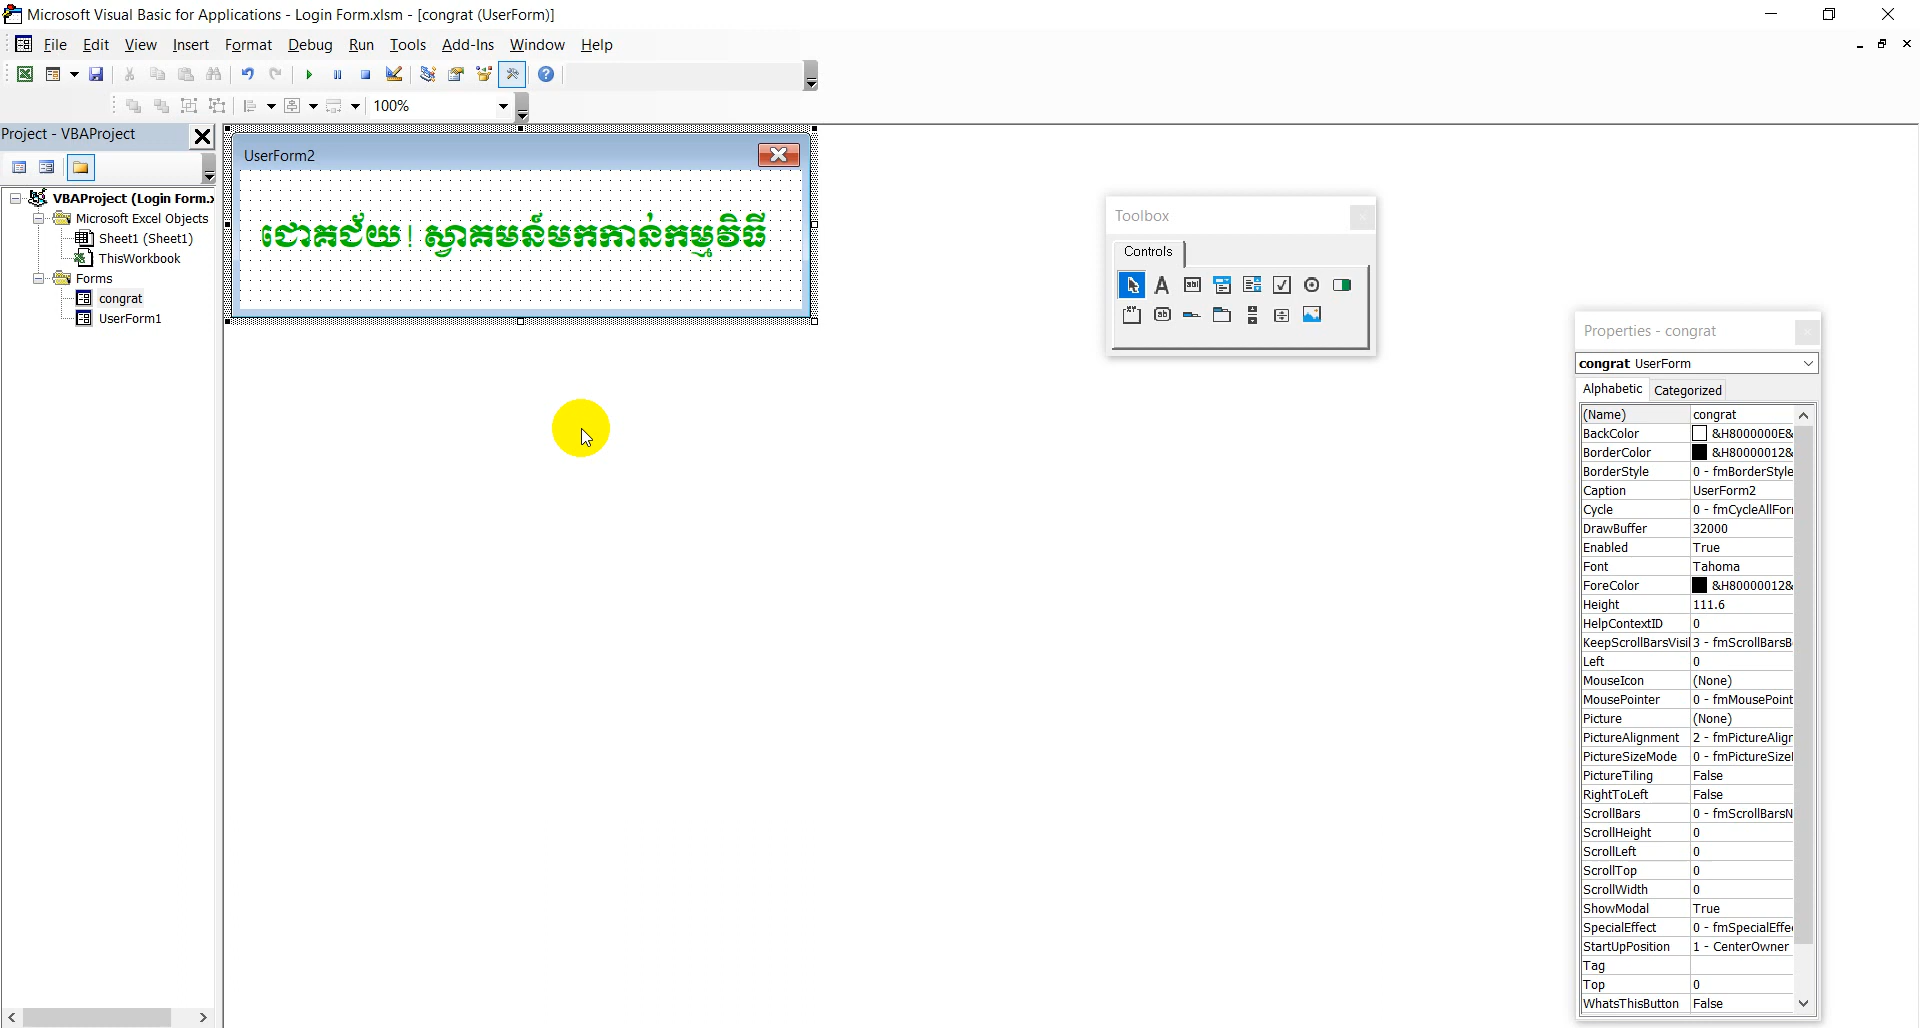 Microsoft Visual Basic for Applications - Login Form.xlsm - [congrat (UserForm)]
File Edit View Insert Format Debug Run Tools Add-Ins Window Help
100%
Project - VBAProject
VBAProject (Login Form.x
Microsoft Excel Objects
Sheet1 (Sheet1)
ThisWorkbook
Forms
congrat
UserForm1
UserForm2
ជោគជ័យ! ស្វាគមន៍មកកាន់កម្មវិធី
Toolbox
Controls
Properties - congrat
congrat UserForm
Alphabetic Categorized
(Name) congrat
BackColor &H8000000E&
BorderColor &H80000012&
BorderStyle 0 - fmBorderStyle
Caption UserForm2
Cycle 0 - fmCycleAllFor
DrawBuffer 32000
Enabled True
Font Tahoma
ForeColor &H80000012&
Height 111.6
HelpContextID 0
KeepScrollBarsVisil 3 - fmScrollBarsB
Left 0
MouseIcon (None)
MousePointer 0 - fmMousePoint
Picture (None)
PictureAlignment 2 - fmPictureAligr
PictureSizeMode 0 - fmPictureSize
PictureTiling False
RightToLeft False
ScrollBars 0 - fmScrollBarsN
ScrollHeight 0
ScrollLeft 0
ScrollTop 0
ScrollWidth 0
ShowModal True
SpecialEffect 0 - fmSpecialEffe
StartUpPosition 1 - CenterOwner
Tag
Top 0
WhatsThisButton False